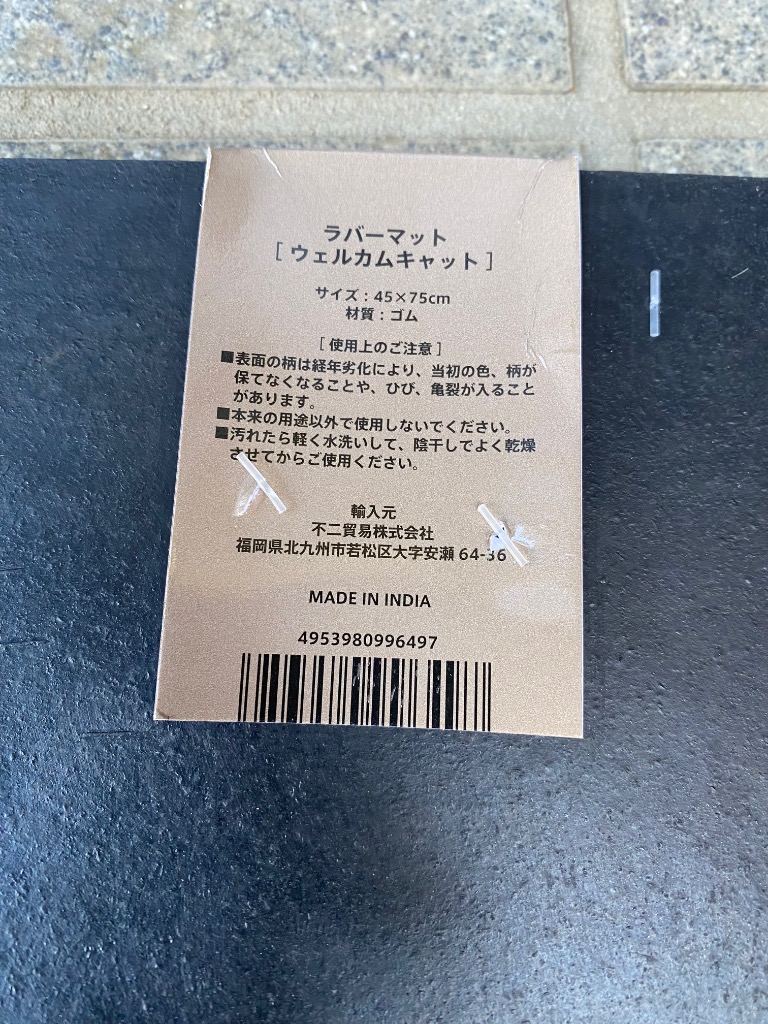 ラバーマット
[ ウェルカムキャット ]
サイズ：45×75cm
材質：ゴム
[ 使用上のご注意 ]
■表面の柄は経年劣化により、当初の色、柄が
保てなくなることや、ひび、亀裂が入ること
があります。
■本来の用途以外で使用しないでください。
■汚れたら軽く水洗いして、陰干しでよく乾燥
させてからご使用ください。
輸入元
不二貿易株式会社
福岡県北九州市若松区大字安瀬 64-36
MADE IN INDIA
4953980996497